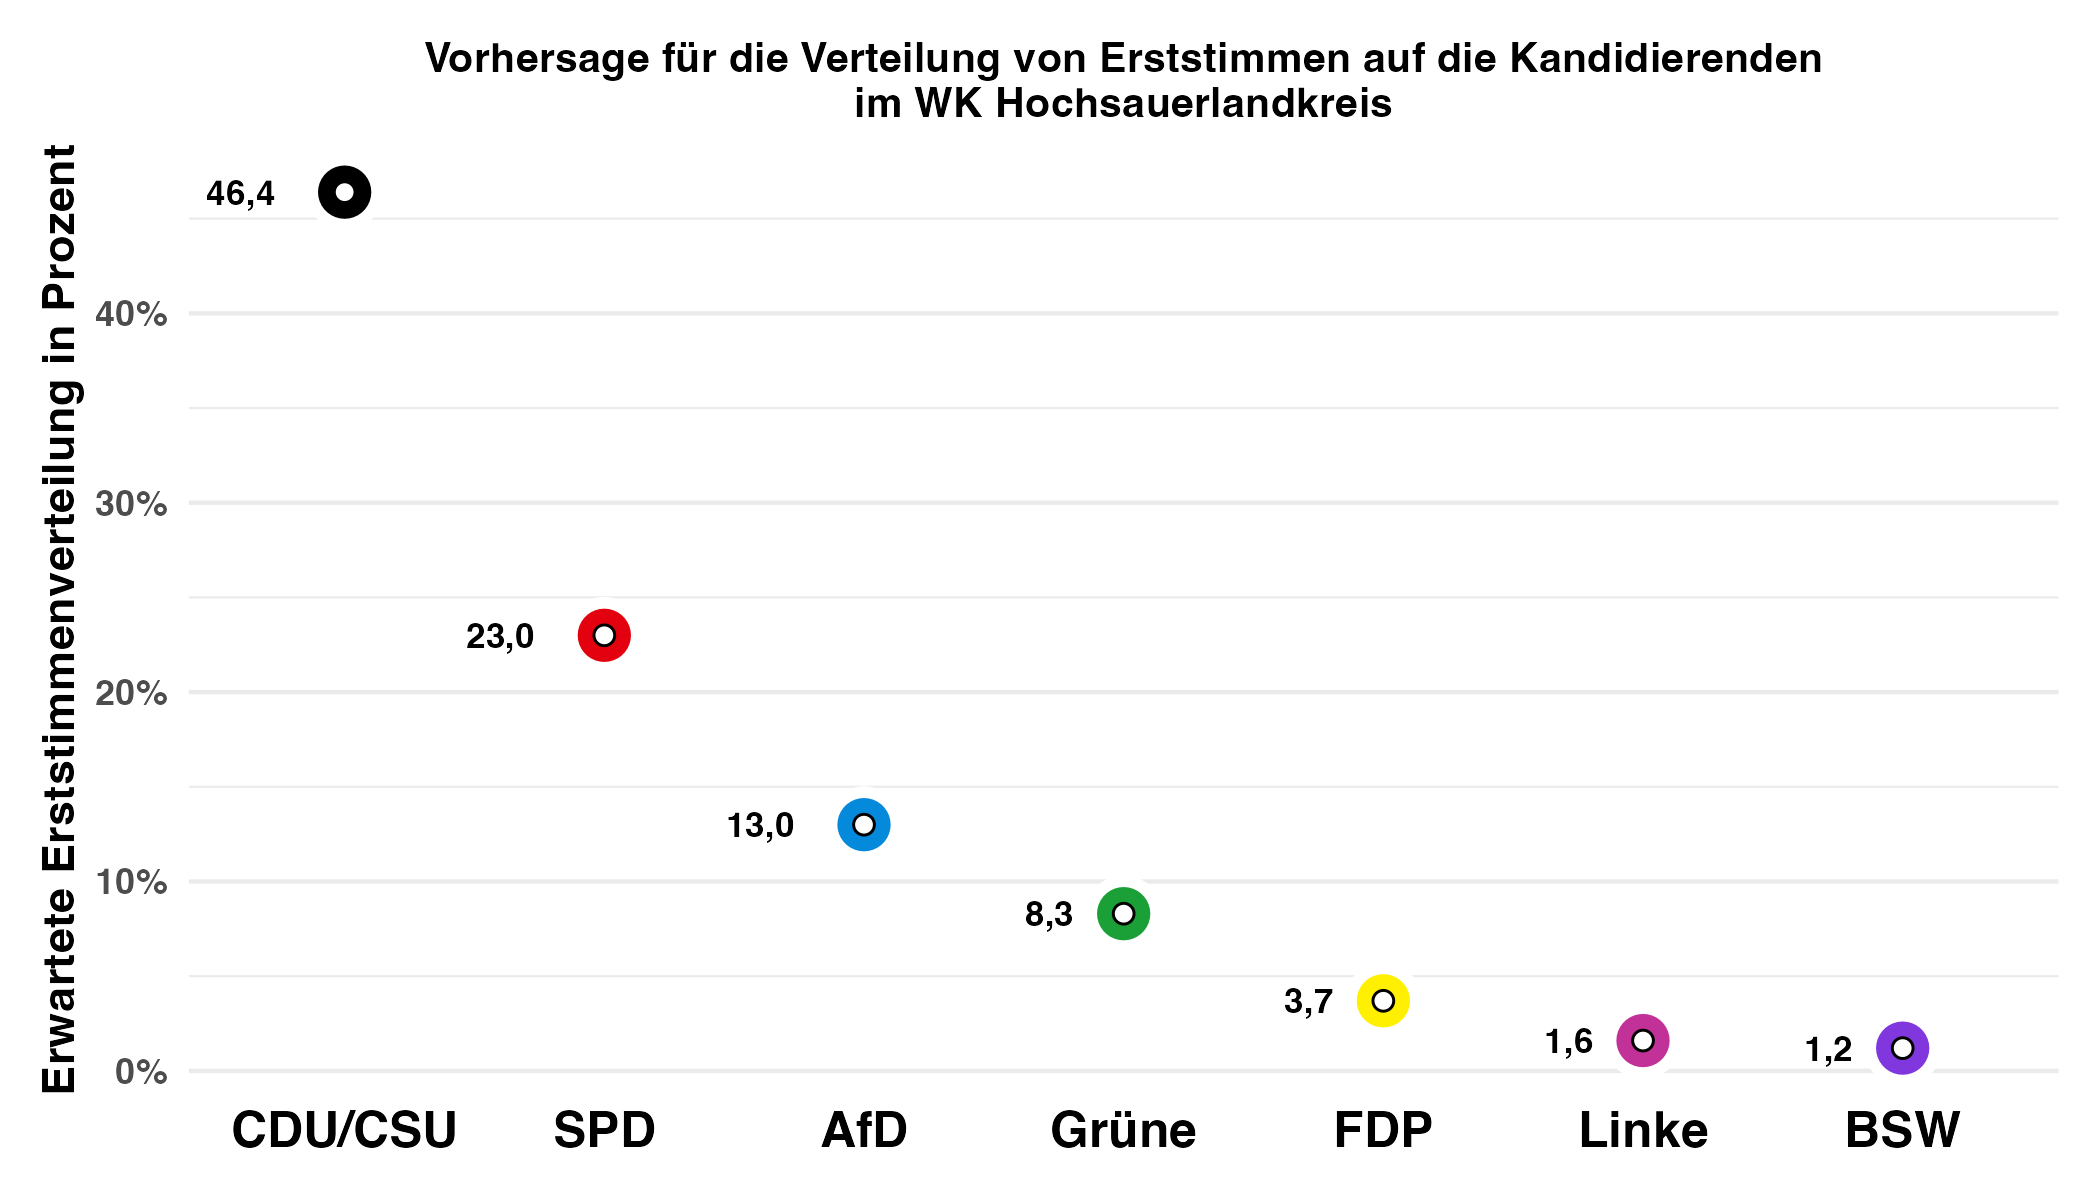 Vorhersage für die Verteilung von Erststimmen auf die Kandidierenden
im WK Hochsauerlandkreis
Erwartete Erststimmenverteilung in Prozent
46,4
40%
30%
23,0
20%
13,0
10%
8,3
3,7
1,6
1,2
0%
CDU/CSU
SPD
AfD
Grüne
FDP
Linke
BSW